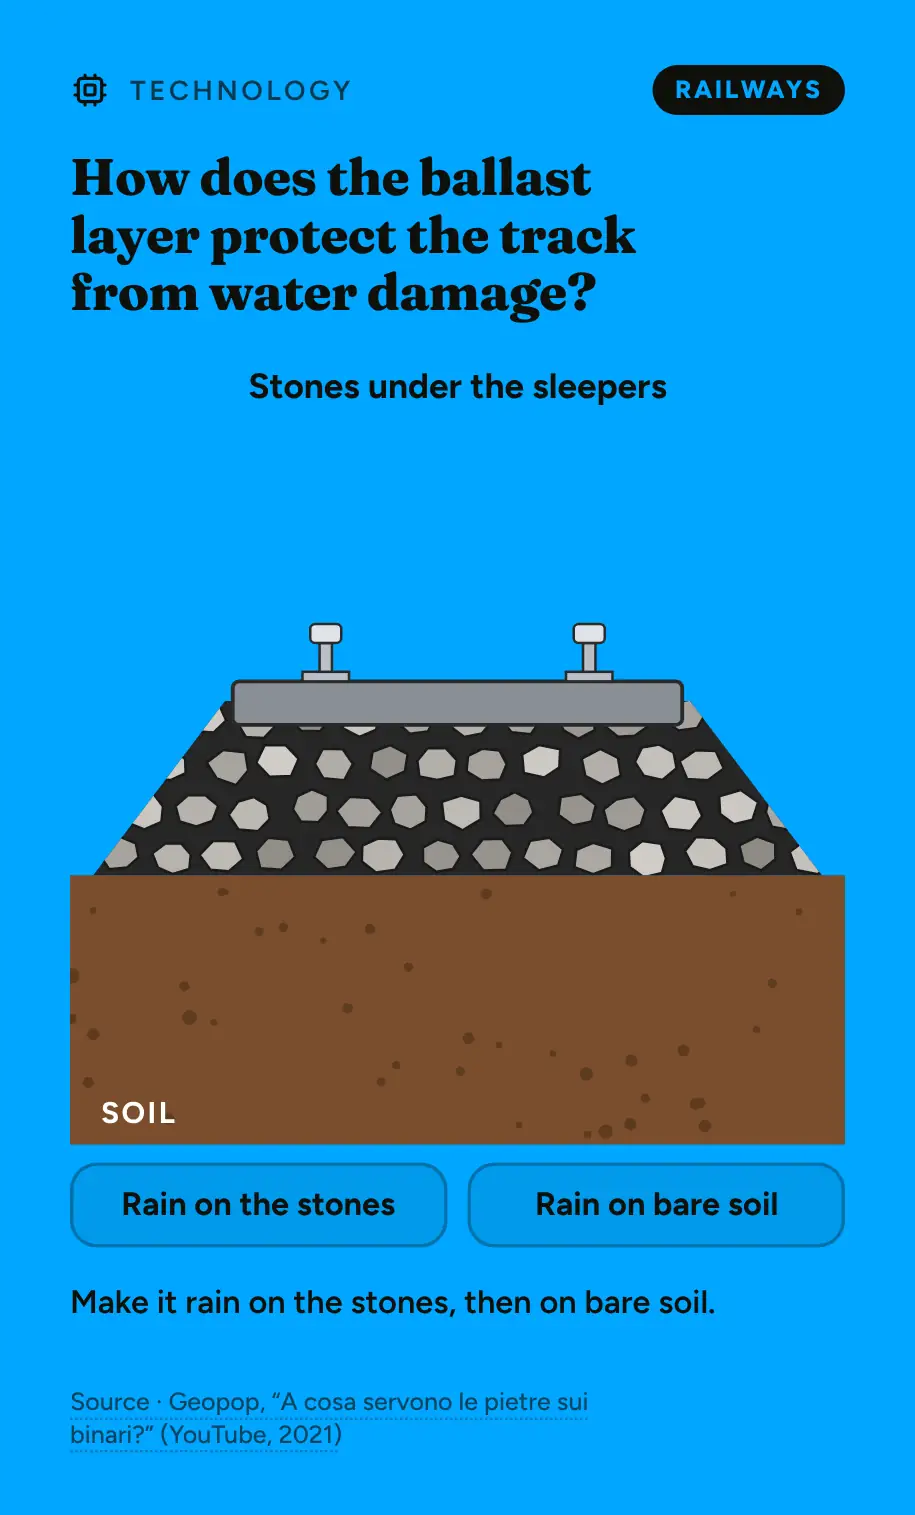 TECHNOLOGY
RAILWAYS
How does the ballast
layer protect the track
from water damage?
Stones under the sleepers
SOIL
Rain on the stones
Rain on bare soil
Make it rain on the stones, then on bare soil.
Source · Geopop, “A cosa servono le pietre sui
binari?” (YouTube, 2021)